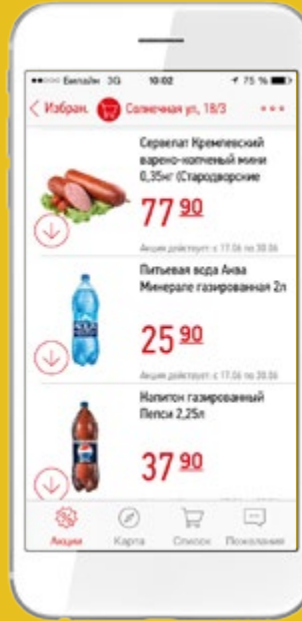 Билайн 3G 10:02 75 %
Избран. Солнечная ул, 18/3
Сервелат Кремлевский
варено-копченый мини
0,35кг (Стародворские
77 90
Акция действует: с 17.06 по 30.06
Питьевая вода Аква
Минерале газированная 2л
25 90
Акция действует: с 17.06 по 30.06
Напиток газированный
Пепси 2,25л
37 90
Акции Карта Список Пожелания